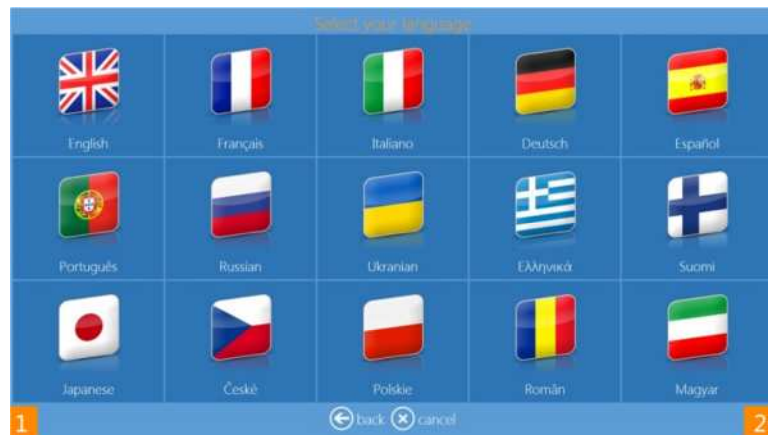 Select your language
English Français Italiano Deutsch Español
Português Russian Ukranian Ελληνικά Suomi
Japanese Českè Polskie Român Magyar
1 back cancel 2